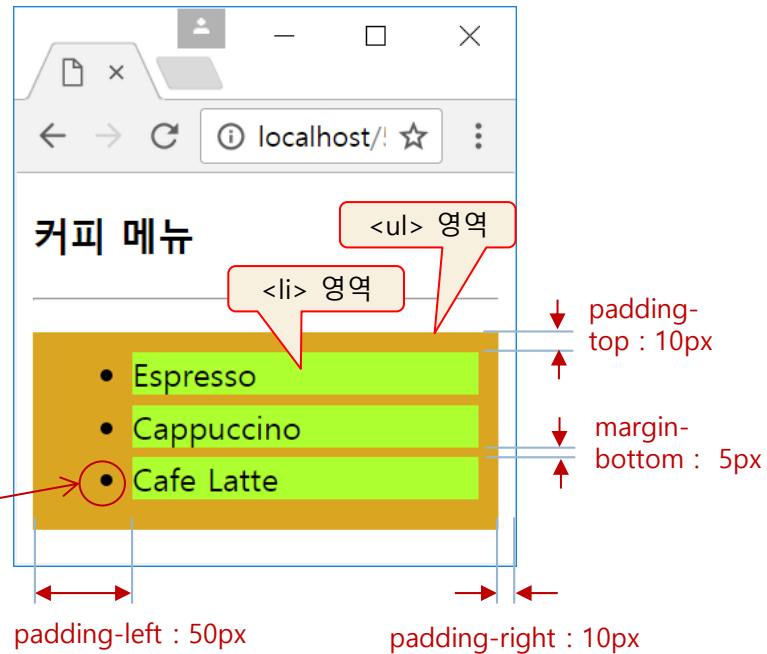 localhost/!
커피 메뉴
<ul> 영역
<li> 영역
padding-
top : 10px
Espresso
Cappuccino
Cafe Latte
margin-
bottom : 5px
padding-left : 50px
padding-right : 10px